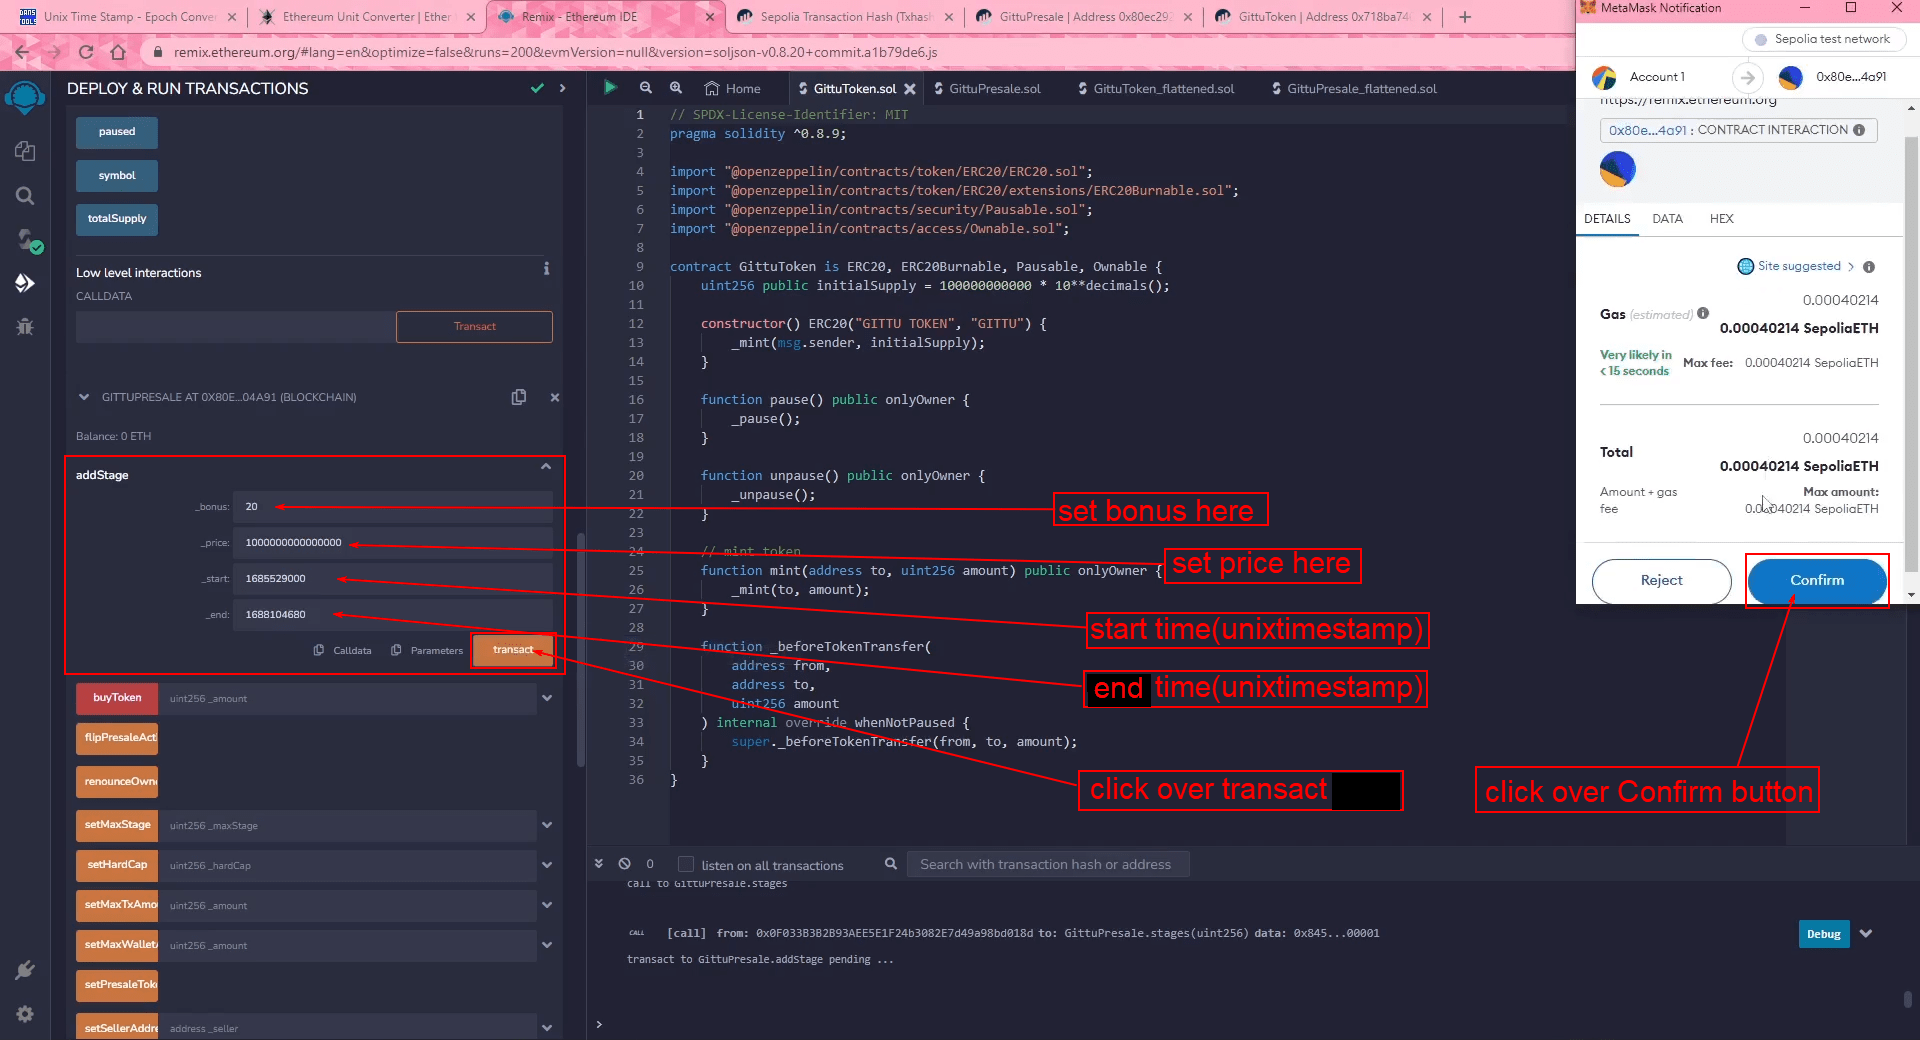 Unix Time Stamp - Epoch Conver
Ethereum Unit Converter | Ether
Remix - Ethereum IDE
Sepolia Transaction Hash (Txhash
GittuPresale | Address 0x80ec292
GittuToken | Address 0x718ba74
remix.ethereum.org/#lang=en&optimize=false&runs=200&evmVersion=null&version=soljson-v0.8.20+commit.a1b79de6.js
DEPLOY & RUN TRANSACTIONS
paused
symbol
totalSupply
Low level interactions
CALLDATA
Transact
GITTUPRESALE AT 0X80E...04A91 (BLOCKCHAIN)
Balance: 0 ETH
addStage
_bonus: 20
_price: 1000000000000000
_start: 1685529000
_end: 1688104680
Calldata Parameters transact
buyToken uint256 _amount
flipPresaleAct
renounceOwn
setMaxStage uint256 _maxStage
setHardCap uint256 _hardCap
setMaxTxAmo uint256 _amount
setMaxWalletA uint256 _amount
setPresaleTok
setSellerAddre address _seller
Home
GittuToken.sol
GittuPresale.sol
GittuToken_flattened.sol
GittuPresale_flattened.sol
1 // SPDX-License-Identifier: MIT
2 pragma solidity ^0.8.9;
3
4 import "@openzeppelin/contracts/token/ERC20/ERC20.sol";
5 import "@openzeppelin/contracts/token/ERC20/extensions/ERC20Burnable.sol";
6 import "@openzeppelin/contracts/security/Pausable.sol";
7 import "@openzeppelin/contracts/access/Ownable.sol";
8
9 contract GittuToken is ERC20, ERC20Burnable, Pausable, Ownable {
10 uint256 public initialSupply = 100000000000 * 10**decimals();
11
12 constructor() ERC20("GITTU TOKEN", "GITTU") {
13 _mint(msg.sender, initialSupply);
14 }
15
16 function pause() public onlyOwner {
17 _pause();
18 }
19
20 function unpause() public onlyOwner {
21 _unpause();
22 }
23
24 // mint token
25 function mint(address to, uint256 amount) public onlyOwner {
26 _mint(to, amount);
27 }
28
29 function _beforeTokenTransfer(
30 address from,
31 address to,
32 uint256 amount
33 ) internal override whenNotPaused {
34 super._beforeTokenTransfer(from, to, amount);
35 }
36 }
set bonus here
set price here
start time(unixtimestamp)
end time(unixtimestamp)
click over transact
click over Confirm button
0 listen on all transactions
Search with transaction hash or address
call to GittuPresale.stages
CALL [call] from: 0x0F033B3B2B93AEE5E1F24b3082E7d49a98bd018d to: GittuPresale.stages(uint256) data: 0x845...00001
Debug
transact to GittuPresale.addStage pending ...
>
MetaMask Notification
Sepolia test network
Account 1
0x80e...4a91
https://remix.ethereum.org
0x80e...4a91 : CONTRACT INTERACTION
DETAILS DATA HEX
Site suggested >
0.00040214
Gas (estimated) 0.00040214 SepoliaETH
Very likely in < 15 seconds
Max fee: 0.00040214 SepoliaETH
0.00040214
Total 0.00040214 SepoliaETH
Amount + gas fee
Max amount:
0.00040214 SepoliaETH
Reject
Confirm